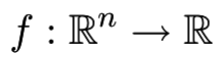 f : ℝⁿ → ℝ